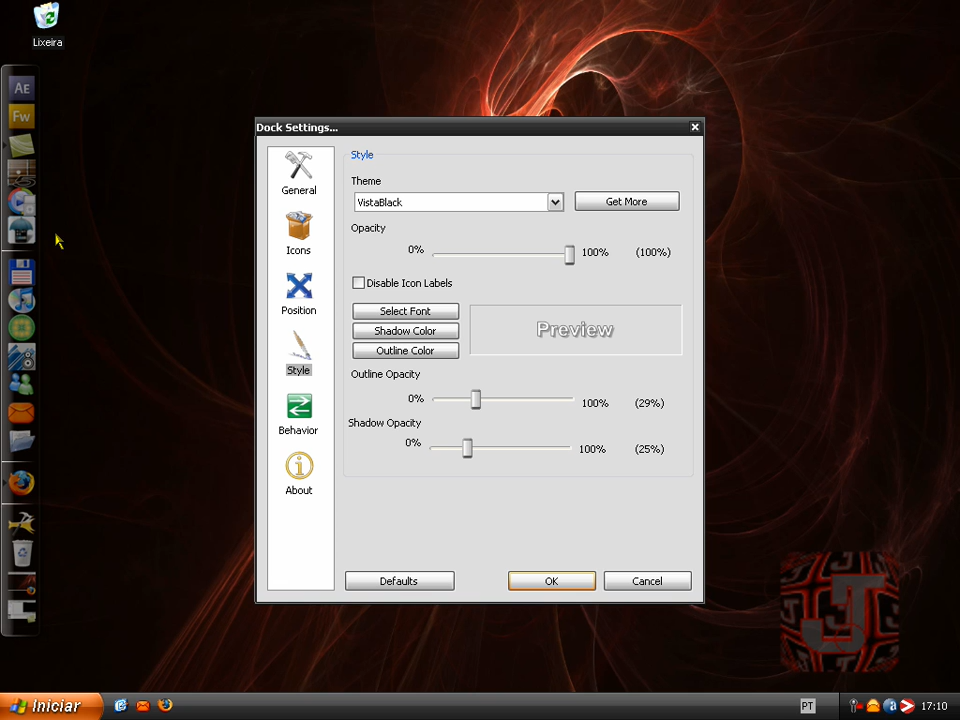 Lixeira
Ae
Fw
Dock Settings...
General
Icons
Position
Style
Behavior
About
Style
Theme
VistaBlack
Get More
Opacity
0%
100%
(100%)
Disable Icon Labels
Select Font
Shadow Color
Outline Color
Preview
Outline Opacity
0%
100%
(29%)
Shadow Opacity
0%
100%
(25%)
Defaults
OK
Cancel
J
Iniciar
PT
17:10